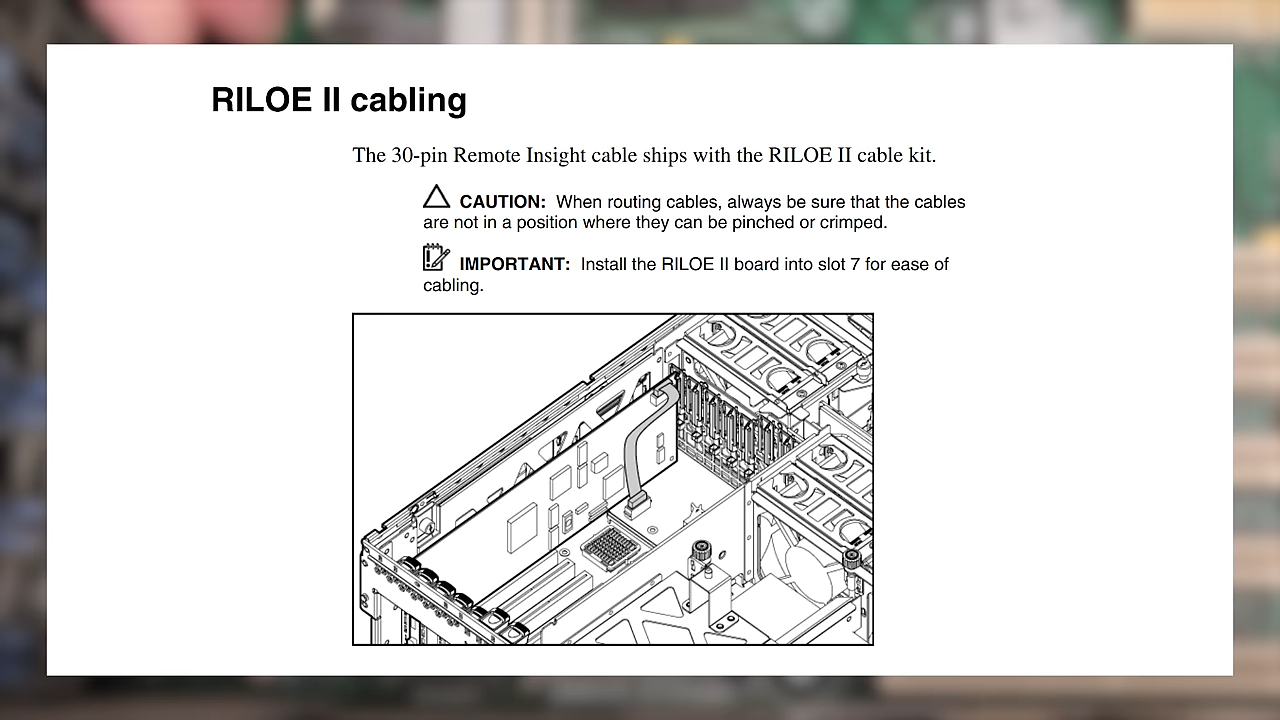 RILOE II cabling
The 30-pin Remote Insight cable ships with the RILOE II cable kit.
CAUTION: When routing cables, always be sure that the cables
are not in a position where they can be pinched or crimped.
IMPORTANT: Install the RILOE II board into slot 7 for ease of
cabling.